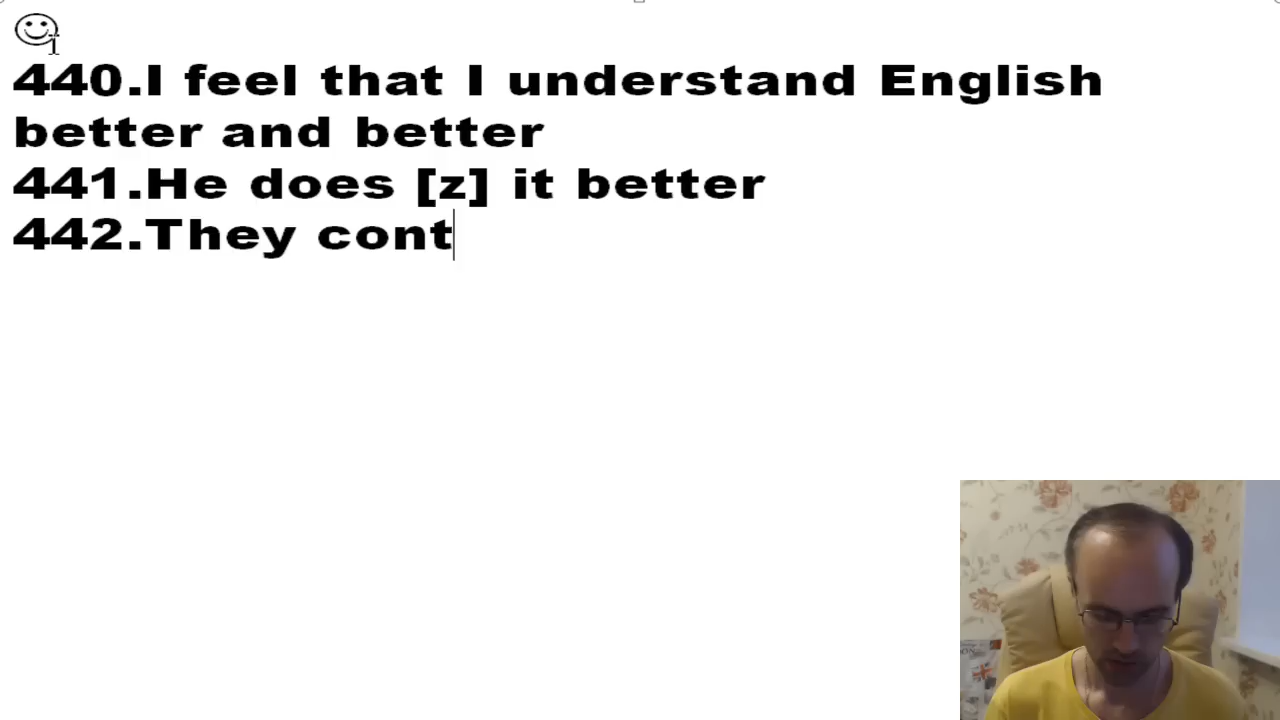 440.I feel that I understand English
better and better
441.He does [z] it better
442.They cont